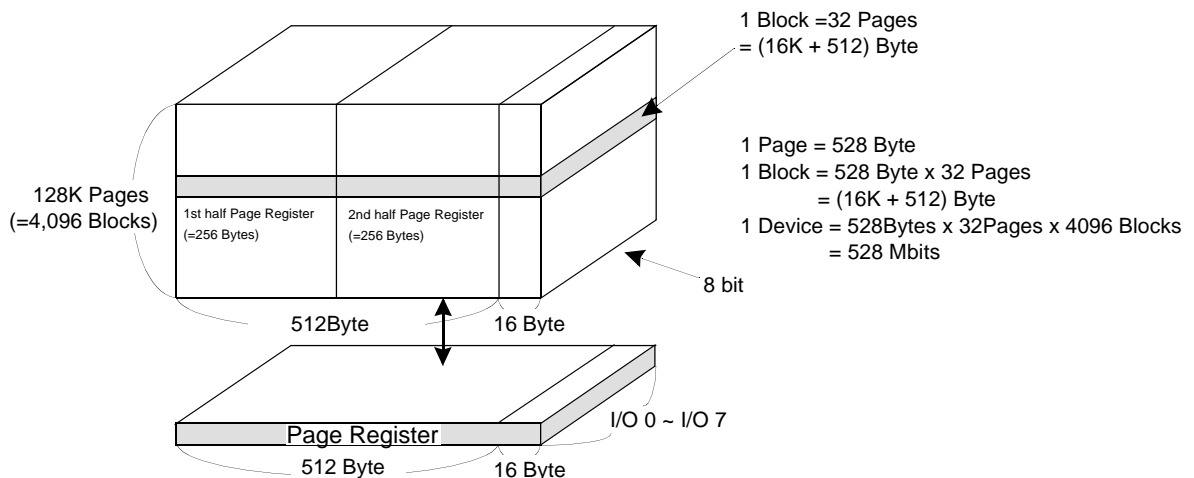 1 Block =32 Pages
= (16K + 512) Byte
1 Page = 528 Byte
1 Block = 528 Byte x 32 Pages
= (16K + 512) Byte
1 Device = 528Bytes x 32Pages x 4096 Blocks
= 528 Mbits
128K Pages
(=4,096 Blocks)
1st half Page Register
(=256 Bytes)
2nd half Page Register
(=256 Bytes)
8 bit
512Byte
16 Byte
I/O 0 ~ I/O 7
Page Register
512 Byte
16 Byte